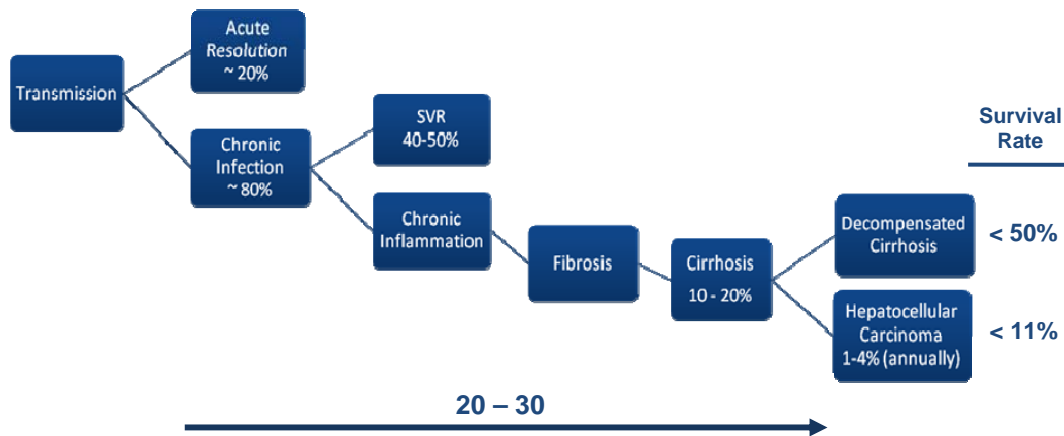 Transmission
Acute
Resolution
~ 20%
Chronic
Infection
~ 80%
SVR
40-50%
Chronic
Inflammation
Fibrosis
Cirrhosis
10 - 20%
Decompensated
Cirrhosis
Hepatocellular
Carcinoma
1-4% (annually)
Survival
Rate
< 50%
< 11%
20 – 30